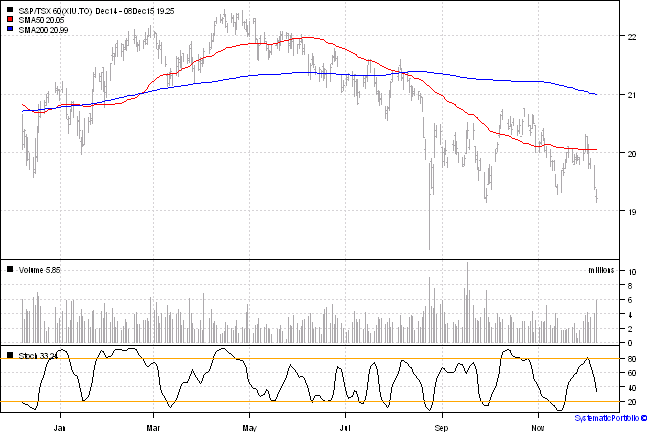 S&P/TSX 60(XIU.TO) Dec14 - 08Dec15 19.25
SMA50 20.05
SMA200 20.99
22
21
20
19
Volume 5.85
millions
10
8
6
4
2
0
Stoch 33.24
80
60
40
20
Jan Mar May Jul Sep Nov
SystematicPortfolio ©